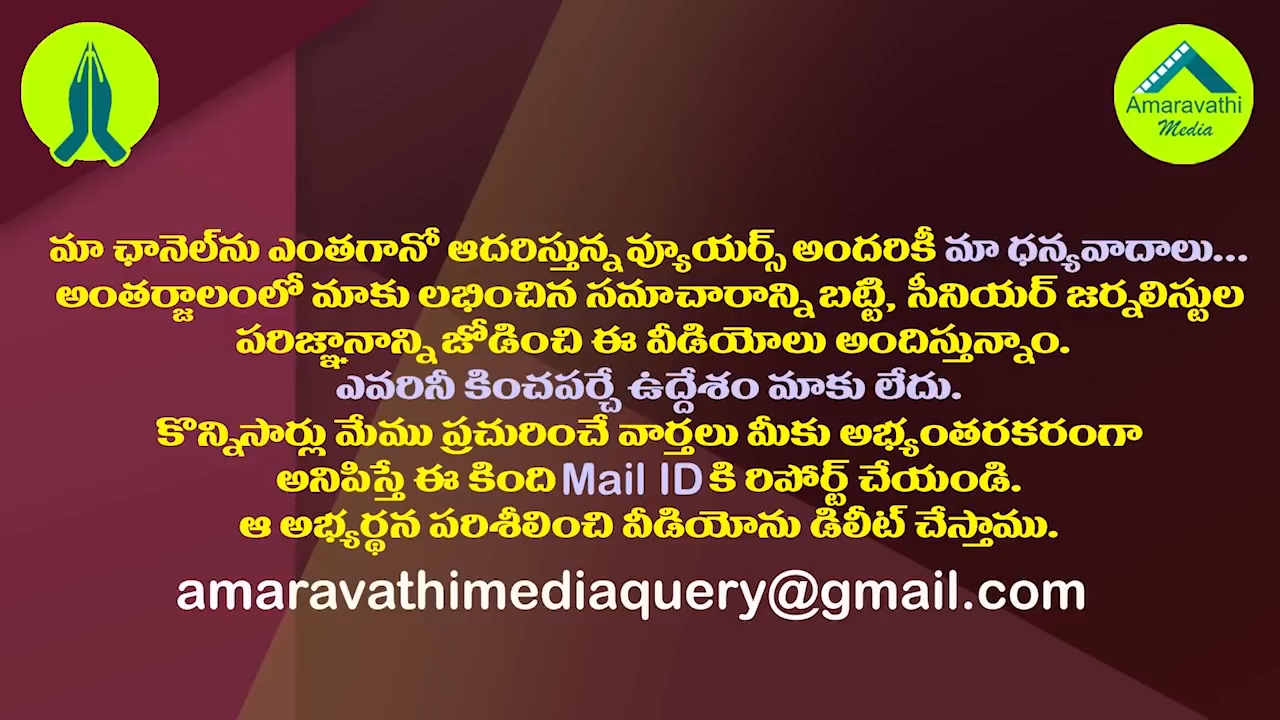 Amaravathi
Media
మా ఛానెల్‌ను ఎంతగానో ఆదరిస్తున్న వ్యూయర్స్ అందరికీ మా ధన్యవాదాలు...
అంతర్జాలంలో మాకు లభించిన సమాచారాన్ని బట్టి, సీనియర్ జర్నలిస్టుల
పరిజ్ఞానాన్ని జోడించి ఈ వీడియోలు అందిస్తున్నాం.
ఎవరినీ కించపర్చే ఉద్దేశం మాకు లేదు.
కొన్నిసార్లు మేము ప్రచురించే వార్తలు మీకు అభ్యంతరకరంగా
అనిపిస్తే ఈ కింది Mail ID కి రిపోర్ట్ చేయండి.
ఆ అభ్యర్థన పరిశీలించి వీడియోను డిలీట్ చేస్తాము.
amaravathimediaquery@gmail.com